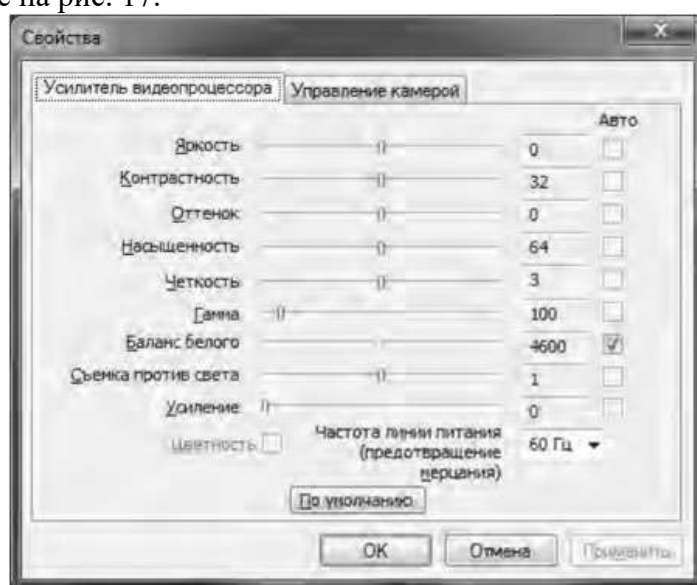 е на рис. 17.
Свойства
Усилитель видеопроцессора Управление камерой
Авто
Яркость 0
Контрастность 32
Оттенок 0
Насыщенность 64
Четкость 3
Гамма 100
Баланс белого 4600
Съемка против света 1
Усиление 0
Цветность Частота линии питания (предотвращение мерцания) 60 Гц
По умолчанию
OK Отмена Применить